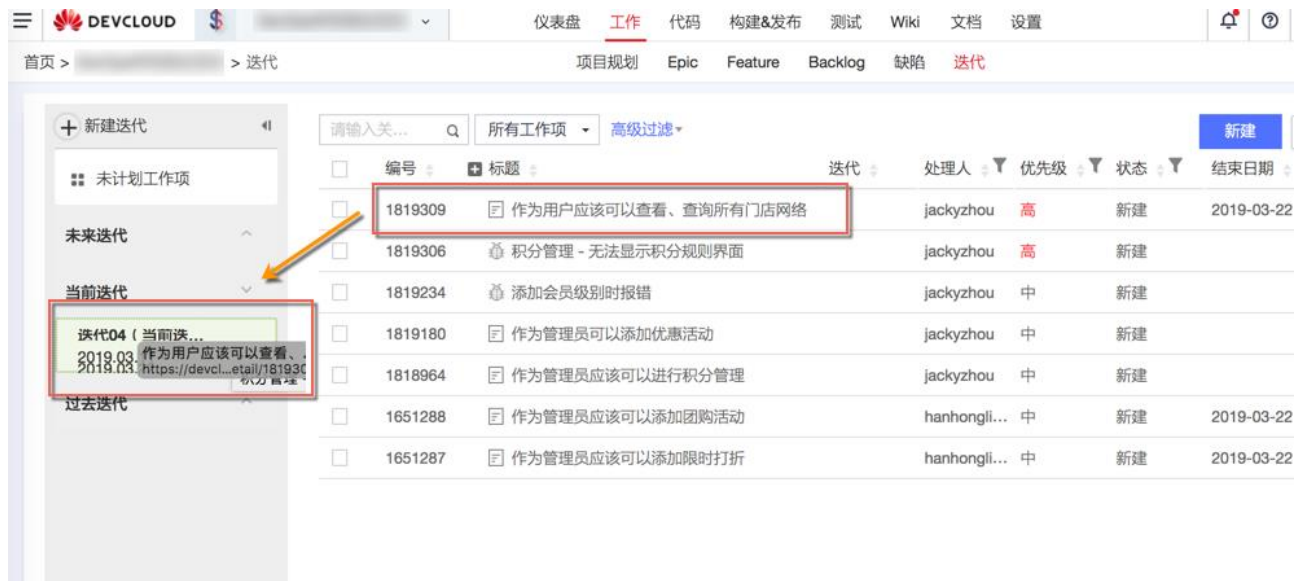 DEVCLOUD 仪表盘 工作 代码 构建&发布 测试 Wiki 文档 设置
首页 > > 迭代 项目规划 Epic Feature Backlog 缺陷 迭代
新建迭代
未计划工作项
未来迭代
当前迭代
迭代04 ( 当前迭...
2019.03.
2019.03.
作为用户应该可以查看、.
https://devcl...etail/181930
积分管理
过去迭代
请输入关... 所有工作项 高级过滤 新建
编号 标题 迭代 处理人 优先级 状态 结束日期
1819309 作为用户应该可以查看、查询所有门店网络 jackyzhou 高 新建 2019-03-22
1819306 积分管理 - 无法显示积分规则界面 jackyzhou 高 新建
1819234 添加会员级别时报错 jackyzhou 中 新建
1819180 作为管理员可以添加优惠活动 jackyzhou 中 新建
1818964 作为管理员应该可以进行积分管理 jackyzhou 中 新建
1651288 作为管理员应该可以添加团购活动 hanhongli... 中 新建 2019-03-22
1651287 作为管理员应该可以添加限时打折 hanhongli... 中 新建 2019-03-22